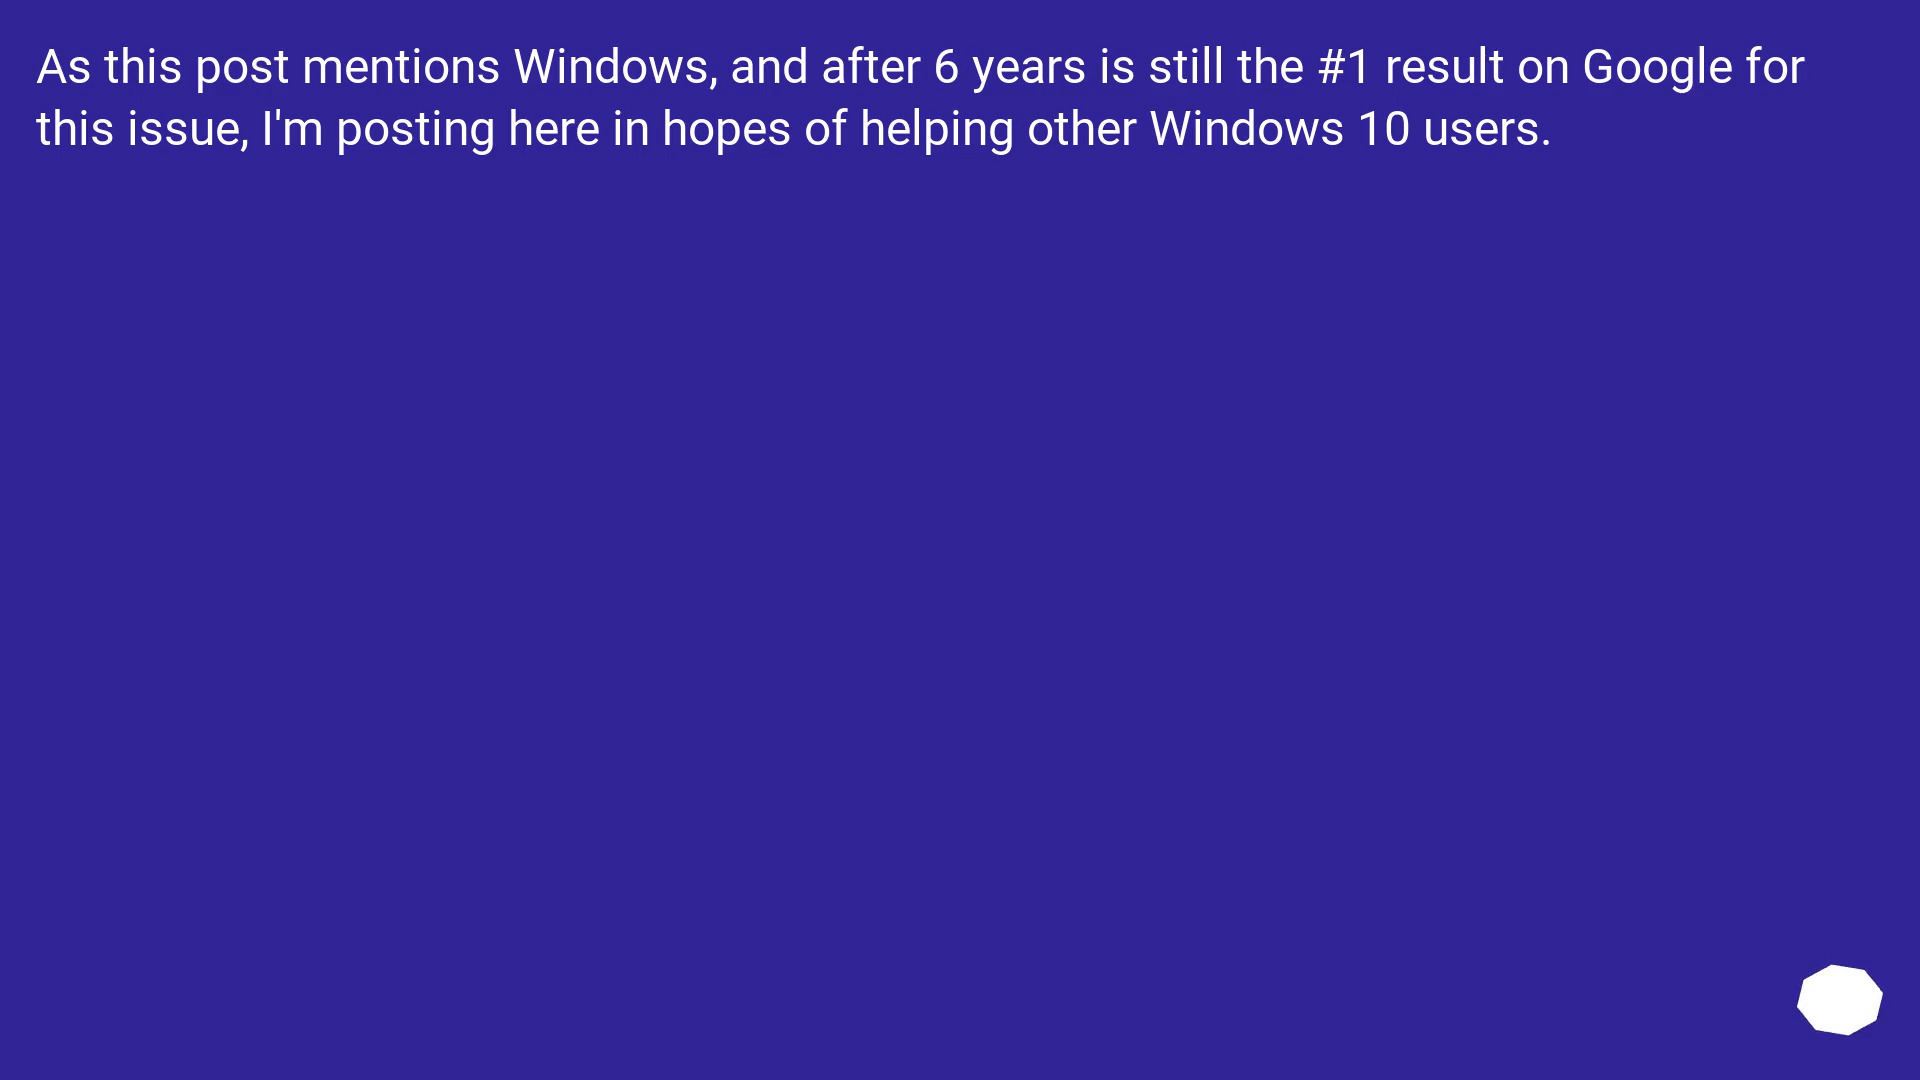 As this post mentions Windows, and after 6 years is still the #1 result on Google for
this issue, I'm posting here in hopes of helping other Windows 10 users.